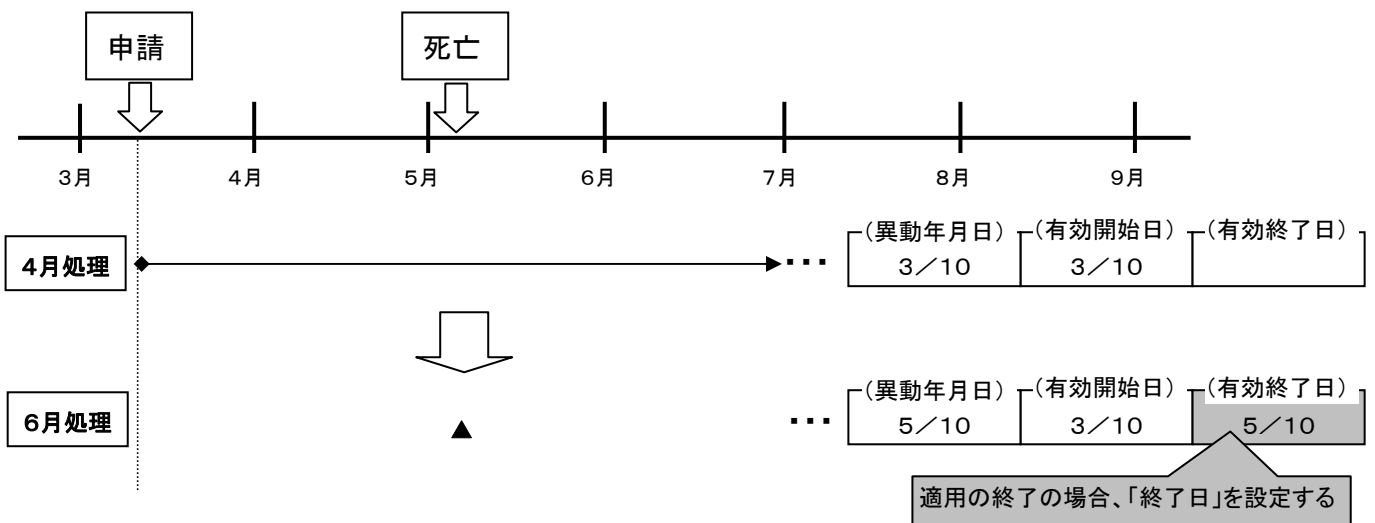 申請 死亡
3月 4月 5月 6月 7月 8月 9月
(異動年月日) (有効開始日) (有効終了日)
4月処理 ・・・ 3／10 3／10
(異動年月日) (有効開始日) (有効終了日)
6月処理 ・・・ 5／10 3／10 5／10
適用の終了の場合、「終了日」を設定する